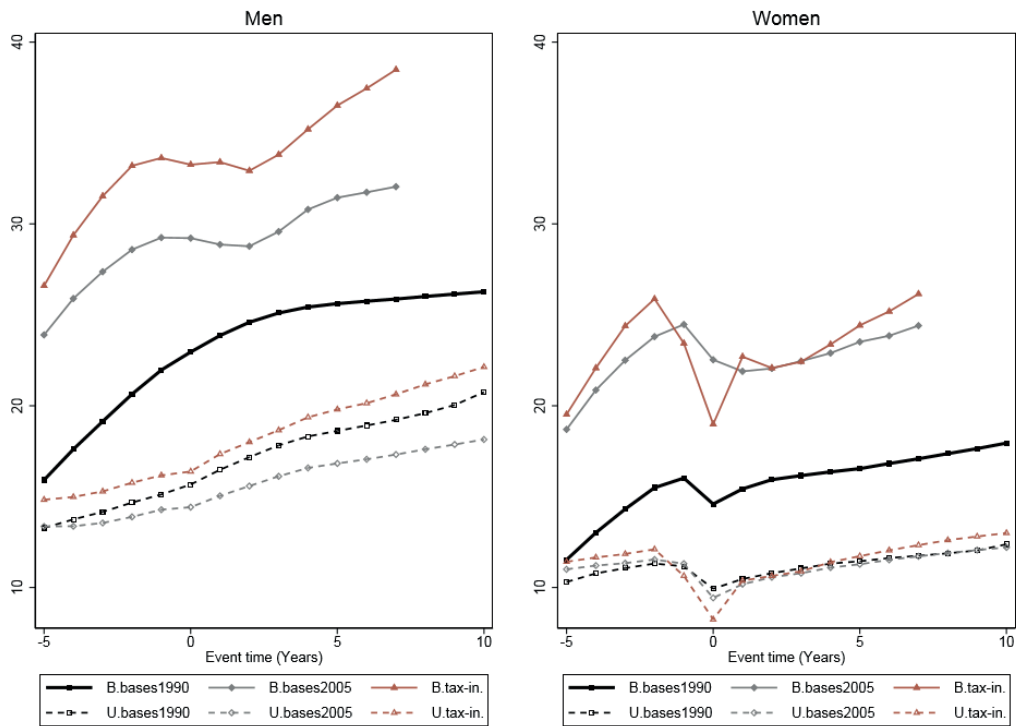 Men
40
30
20
10
-5 0 5 10
Event time (Years)
B.bases1990 B.bases2005 B.tax-in.
U.bases1990 U.bases2005 U.tax-in.
Women
40
30
20
10
-5 0 5 10
Event time (Years)
B.bases1990 B.bases2005 B.tax-in.
U.bases1990 U.bases2005 U.tax-in.